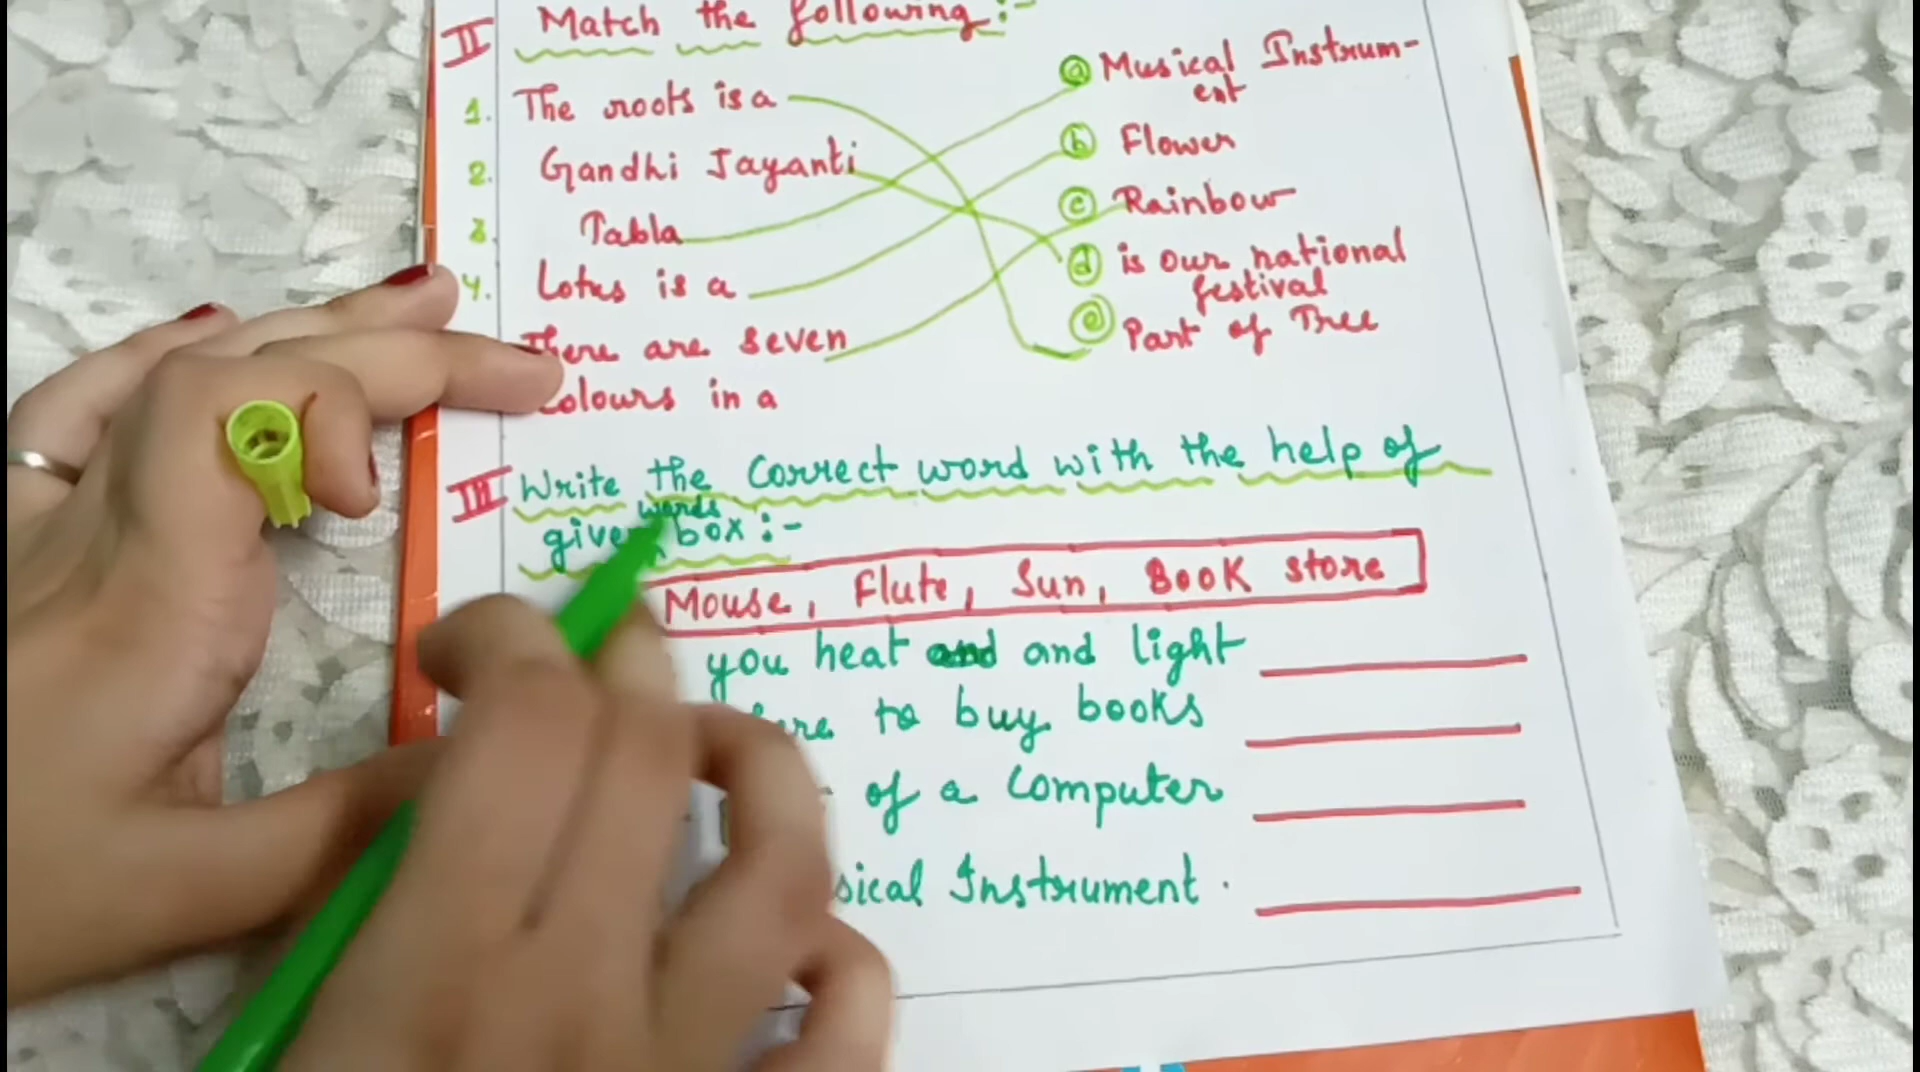 II Match the following:-
1. The roots is a
ⓐ Musical Instrum-
ent
2. Gandhi Jayanti
ⓑ Flower
3. Tabla
ⓒ Rainbow
4. Lotus is a
ⓓ is our national
festival
There are seven
ⓔ Part of Tree
Colours in a
III Write the Correct word with the help of
words
given box:-
Mouse, Flute, Sun, Book store
you heat and and light
to buy books
of a Computer
sical Instrument.